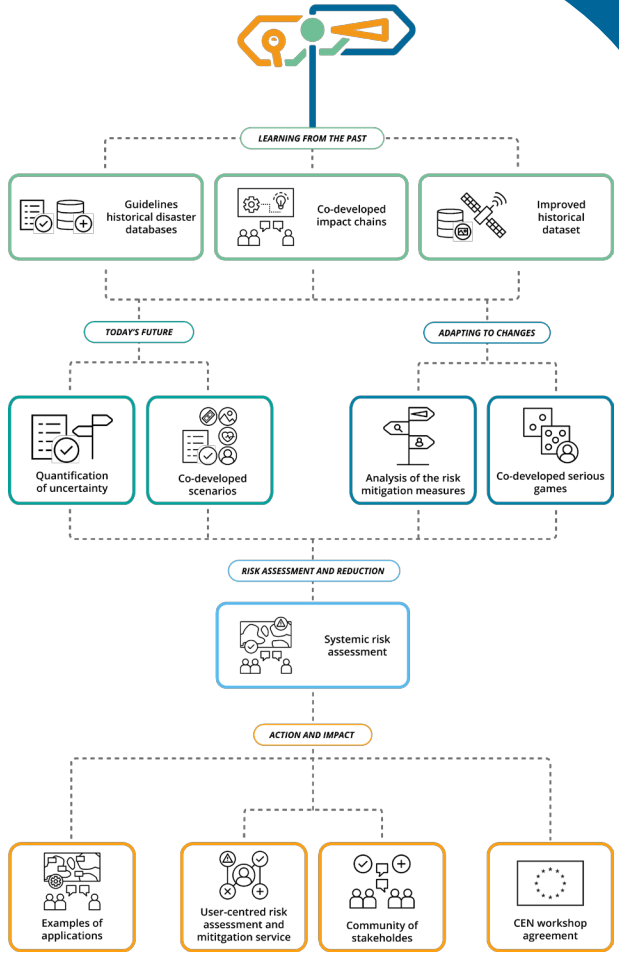 LEARNING FROM THE PAST
Guidelines
historical disaster
databases
Co-developed
impact chains
Improved
historical
dataset
TODAY'S FUTURE
ADAPTING TO CHANGES
Quantification
of uncertainty
Co-developed
scenarios
Analysis of the risk
mitigation measures
Co-developed serious
games
RISK ASSESSMENT AND REDUCTION
Systemic risk
assessment
ACTION AND IMPACT
Examples of
applications
User-centred risk
assessment and
mititgation service
Community of
stakeholdes
CEN workshop
agreement